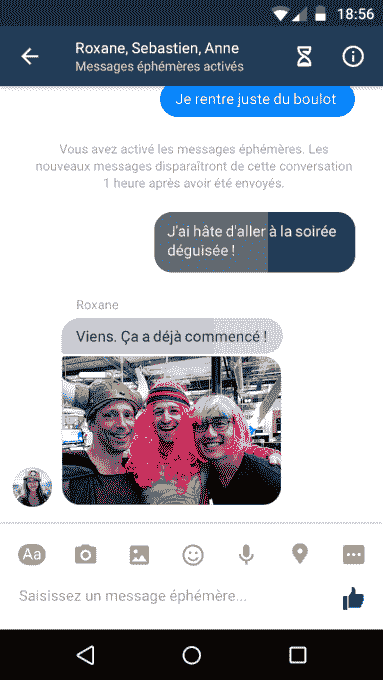 18:56
Roxane, Sebastien, Anne
Messages éphémères activés
Je rentre juste du boulot
Vous avez activé les messages éphémères. Les
nouveaux messages disparaîtront de cette conversation
1 heure après avoir été envoyés.
J'ai hâte d'aller à la soirée
déguisée !
Roxane
Viens. Ça a déjà commencé !
Aa
Saisissez un message éphémère...